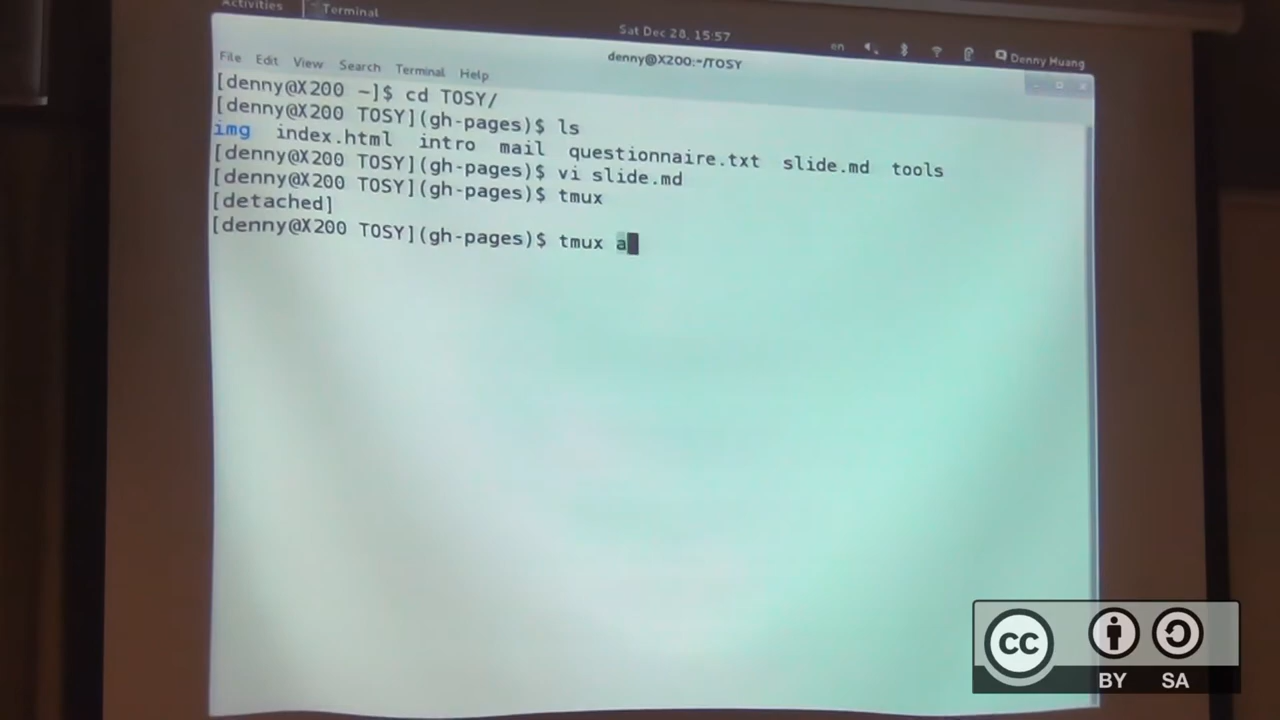 Activities Terminal
Sat Dec 28, 15:57
en Denny Huang
denny@X200:~/TOSY
File Edit View Search Terminal Help
[denny@X200 ~]$ cd TOSY/
[denny@X200 TOSY](gh-pages)$ ls
img index.html intro mail questionnaire.txt slide.md tools
[denny@X200 TOSY](gh-pages)$ vi slide.md
[denny@X200 TOSY](gh-pages)$ tmux
[detached]
[denny@X200 TOSY](gh-pages)$ tmux a
CC
BY SA